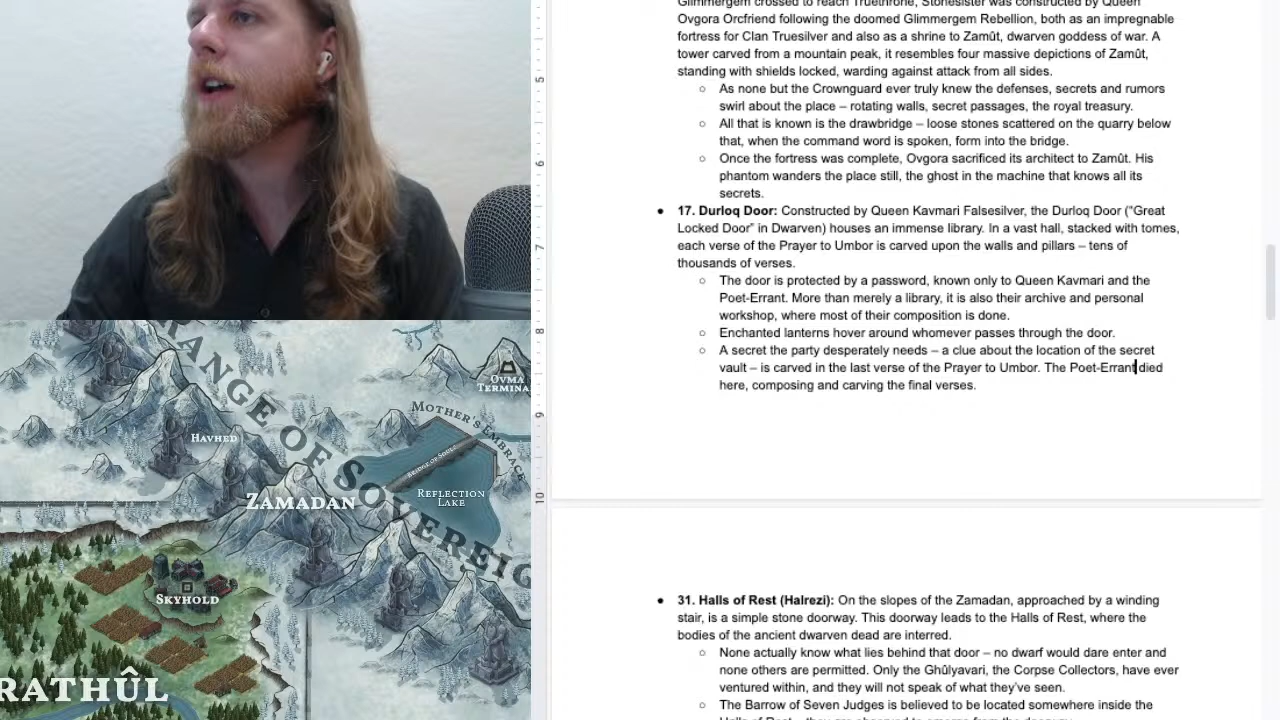 Glimmergem crossed to reach Truethrone, Stonesister was constructed by Queen
Ovgora Orcfriend following the doomed Glimmergem Rebellion, both as an impregnable
fortress for Clan Truesilver and also as a shrine to Zamût, dwarven goddess of war. A
tower carved from a mountain peak, it resembles four massive depictions of Zamût,
standing with shields locked, warding against attack from all sides.
○ As none but the Crownguard ever truly knew the defenses, secrets and rumors
swirl about the place – rotating walls, secret passages, the royal treasury.
○ All that is known is the drawbridge – loose stones scattered on the quarry below
that, when the command word is spoken, form into the bridge.
○ Once the fortress was complete, Ovgora sacrificed its architect to Zamût. His
phantom wanders the place still, the ghost in the machine that knows all its
secrets.
● 17. Durloq Door: Constructed by Queen Kavmari Falsesilver, the Durloq Door ("Great
Locked Door" in Dwarven) houses an immense library. In a vast hall, stacked with tomes,
each verse of the Prayer to Umbor is carved upon the walls and pillars – tens of
thousands of verses.
○ The door is protected by a password, known only to Queen Kavmari and the
Poet-Errant. More than merely a library, it is also their archive and personal
workshop, where most of their composition is done.
○ Enchanted lanterns hover around whomever passes through the door.
○ A secret the party desperately needs – a clue about the location of the secret
vault – is carved in the last verse of the Prayer to Umbor. The Poet-Errant died
here, composing and carving the final verses.
● 31. Halls of Rest (Halrezi): On the slopes of the Zamadan, approached by a winding
stair, is a simple stone doorway. This doorway leads to the Halls of Rest, where the
bodies of the ancient dwarven dead are interred.
○ None actually know what lies behind that door – no dwarf would dare enter and
none others are permitted. Only the Ghûlyavari, the Corpse Collectors, have ever
ventured within, and they will not speak of what they've seen.
○ The Barrow of Seven Judges is believed to be located somewhere inside the
5
6
7
8
9
10
RANGE OF SOVEREIG
OVMA
TERMINA
MOTHER'S EMBRACE
HAVHED
BRIDGE OF SOULS
ZAMADAN
REFLECTION
LAKE
SKYHOLD
RATHÛL